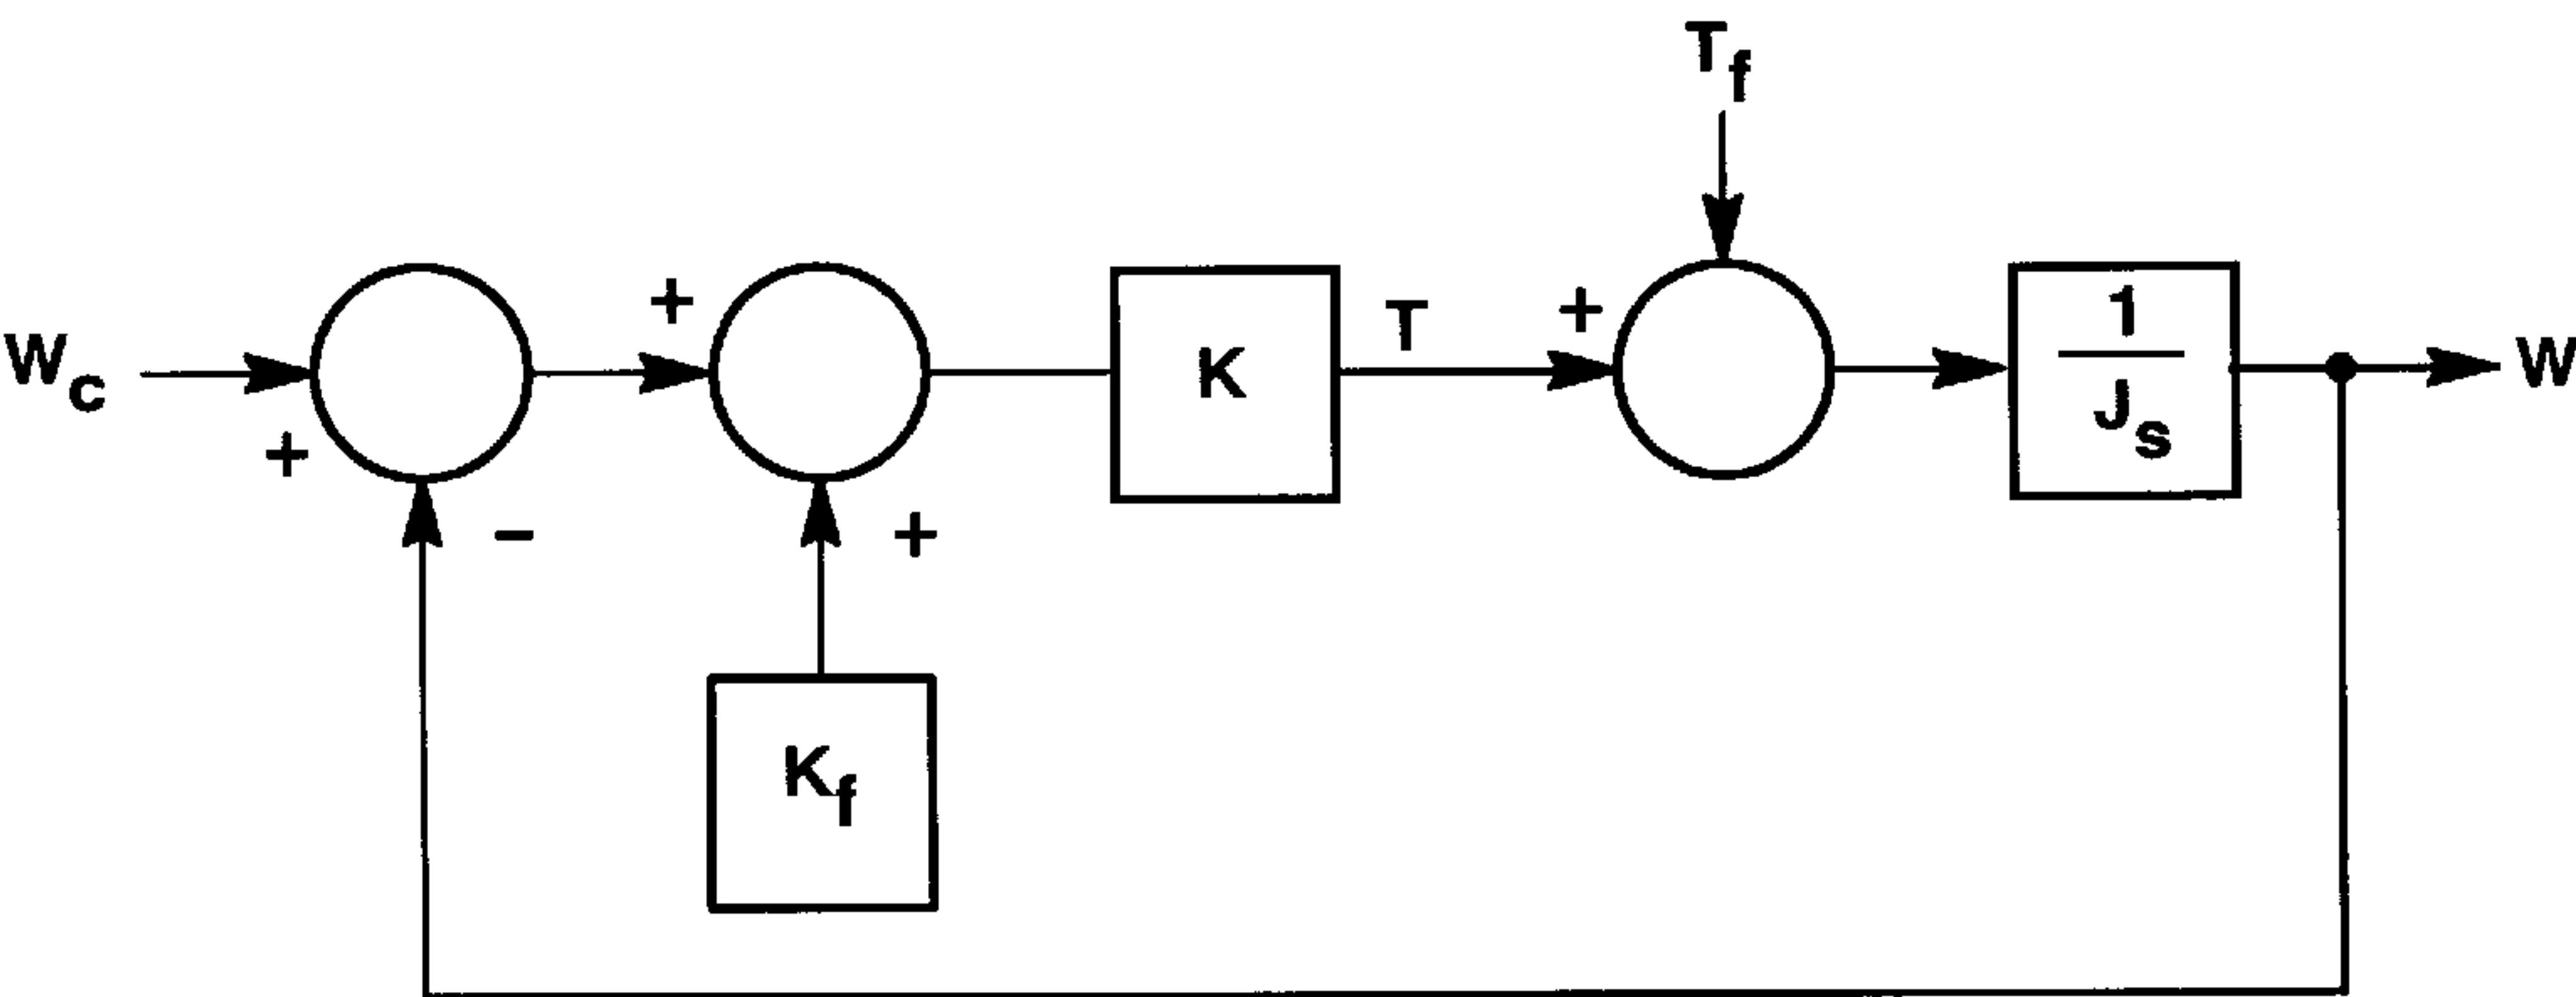 T_f
W_c
+
+
K
T
+
1
J_s
W
-
+
K_f